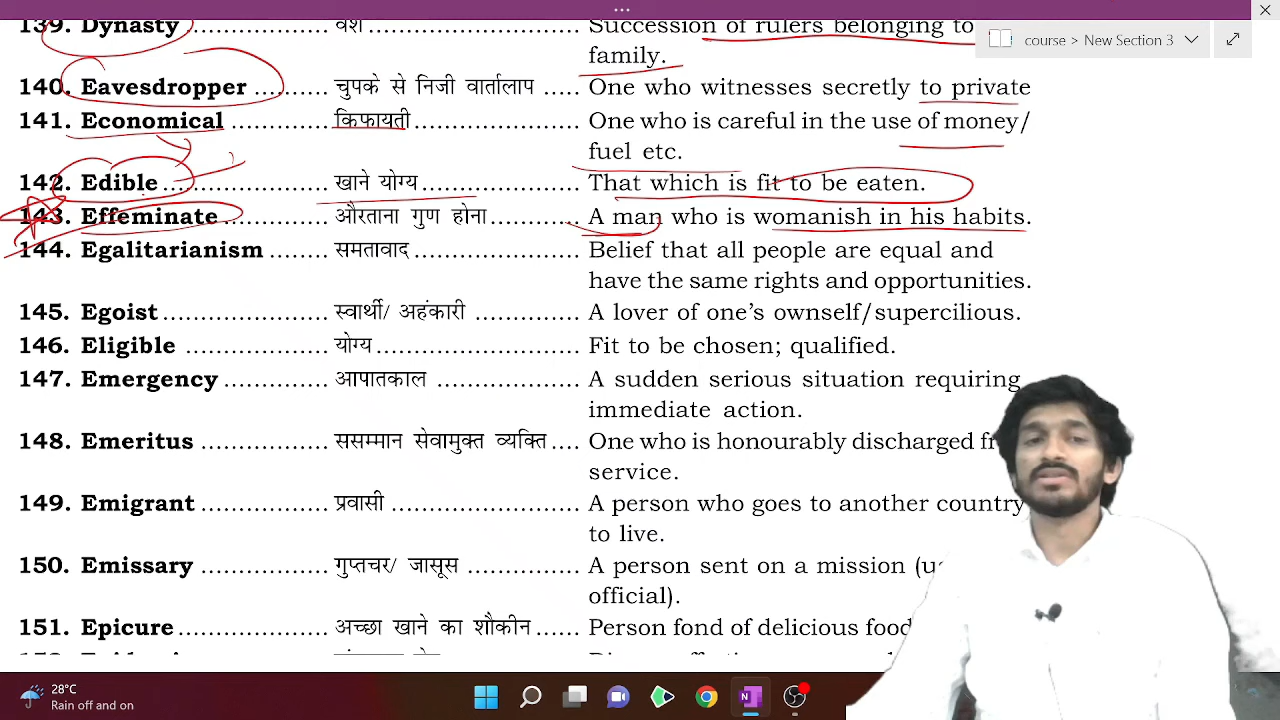 course > New Section 3
139. Dynasty ............... वंश ............................ Succession of rulers belonging to
family.
140. Eavesdropper .......... चुपके से निजी वार्तालाप ..... One who witnesses secretly to private
141. Economical ............. किफायती ...................... One who is careful in the use of money/
fuel etc.
142. Edible ...................... खाने योग्य ..................... That which is fit to be eaten.
143. Effeminate .............. औरताना गुण होना ............ A man who is womanish in his habits.
144. Egalitarianism ........ समतावाद ...................... Belief that all people are equal and
have the same rights and opportunities.
145. Egoist ...................... स्वार्थी/ अहंकारी .............. A lover of one's ownself/supercilious.
146. Eligible .................... योग्य ........................... Fit to be chosen; qualified.
147. Emergency .............. आपातकाल .................... A sudden serious situation requiring
immediate action.
148. Emeritus ................. ससम्मान सेवामुक्त व्यक्ति .... One who is honourably discharged
service.
149. Emigrant ................. प्रवासी .......................... A person who goes to another country
to live.
150. Emissary ................. गुप्तचर/ जासूस ................ A person sent on a mission
official).
151. Epicure .................... अच्छा खाने का शौकीन ...... Person fond of delicious food
28°C
Rain off and on